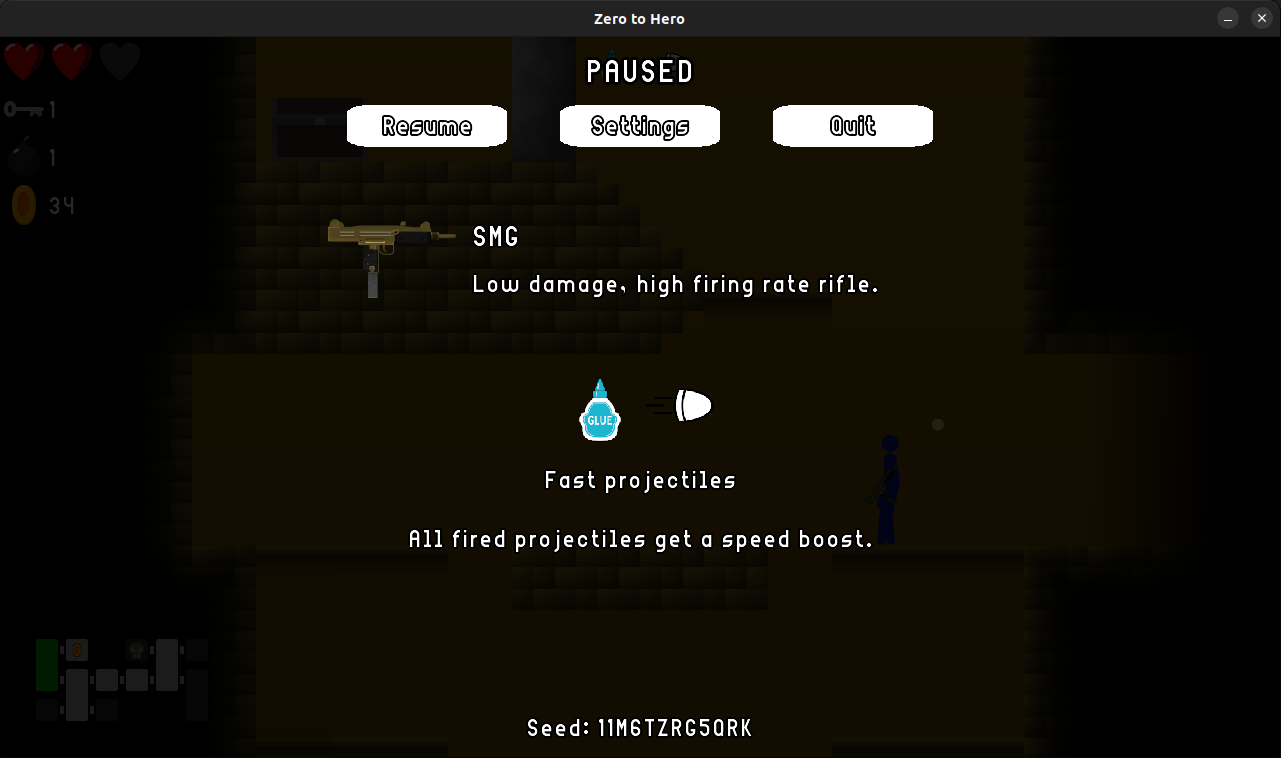 Zero to Hero
PAUSED
Resume Settings Quit
1
1
34
SMG
Low damage, high firing rate rifle.
GLUE
Fast projectiles
All fired projectiles get a speed boost.
Seed: 11M6TZRG5QRK